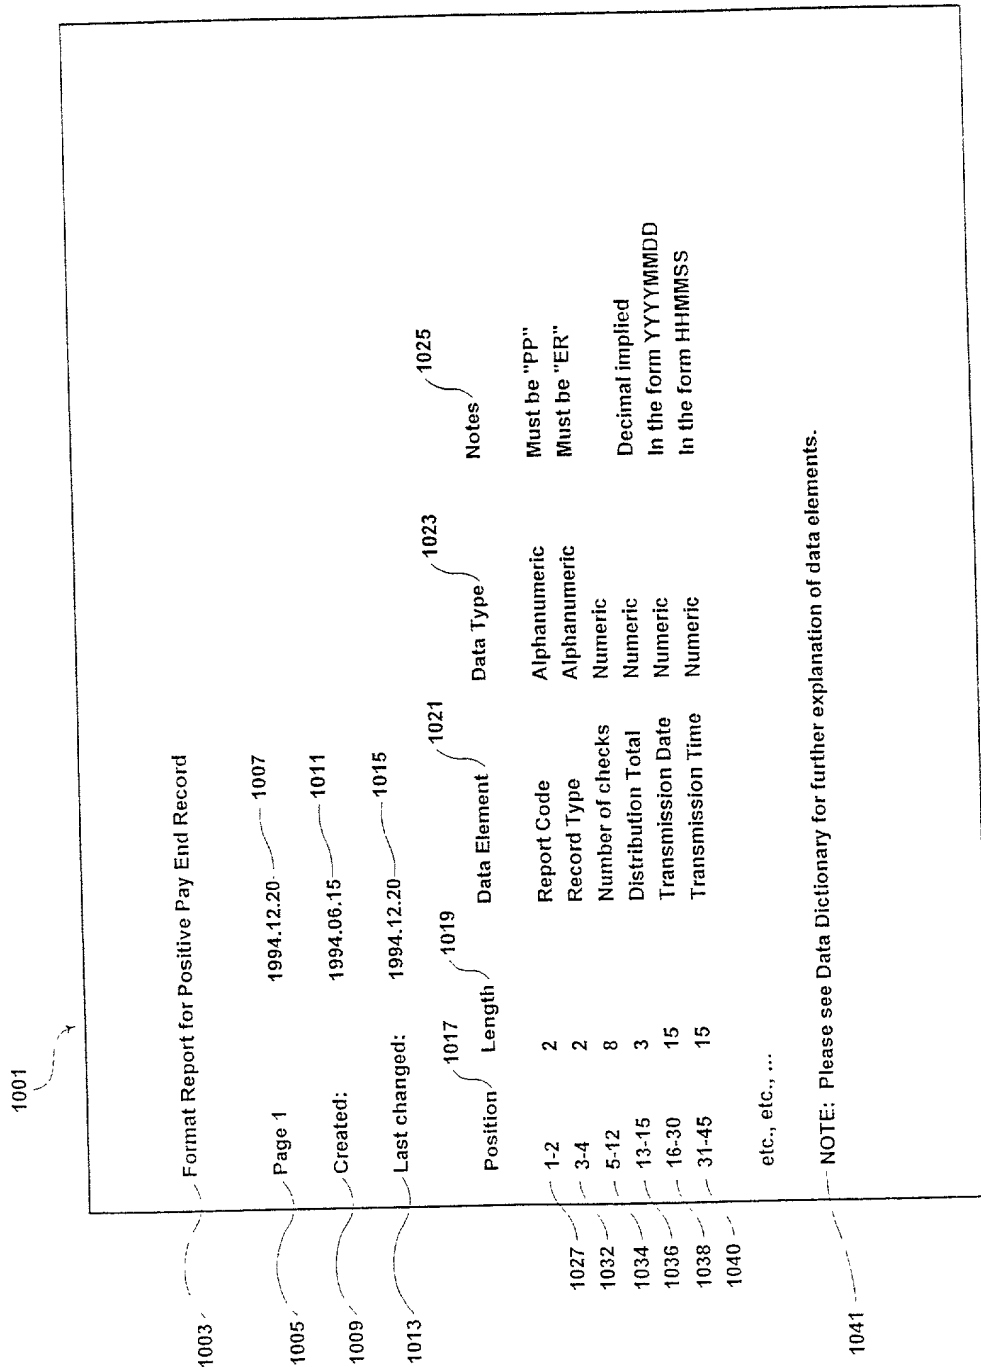 1001
1003 Format Report for Positive Pay End Record
1005 Page 1 1994.12.20 1007
1009 Created: 1994.06.15 1011
1013 Last changed: 1994.12.20 1015
1017 1019 1021 1023 1025
Position Length Data Element Data Type Notes
1027 1-2 2 Report Code Alphanumeric Must be "PP"
1032 3-4 2 Record Type Alphanumeric Must be "ER"
1034 5-12 8 Number of checks Numeric
1036 13-15 3 Distribution Total Numeric Decimal implied
1038 16-30 15 Transmission Date Numeric In the form YYYYMMDD
1040 31-45 15 Transmission Time Numeric In the form HHMMSS
etc., etc., ...
1041 NOTE: Please see Data Dictionary for further explanation of data elements.